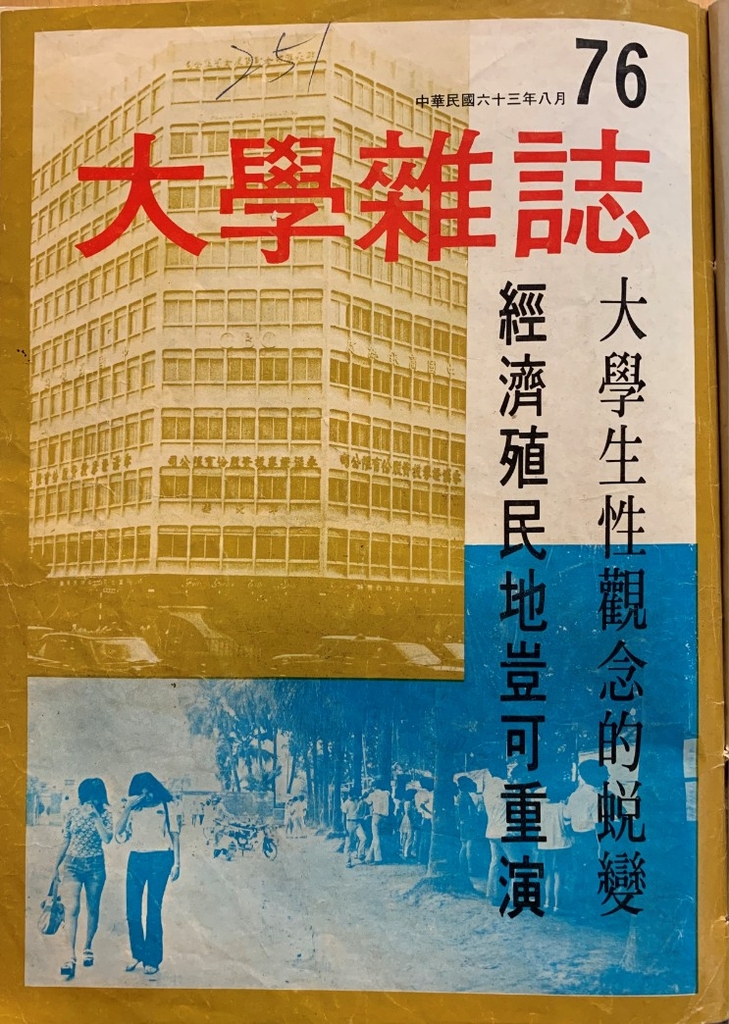 251
中華民國六十三年八月
76
大學雜誌
大學生性觀念的蛻變
經濟殖民地豈可重演